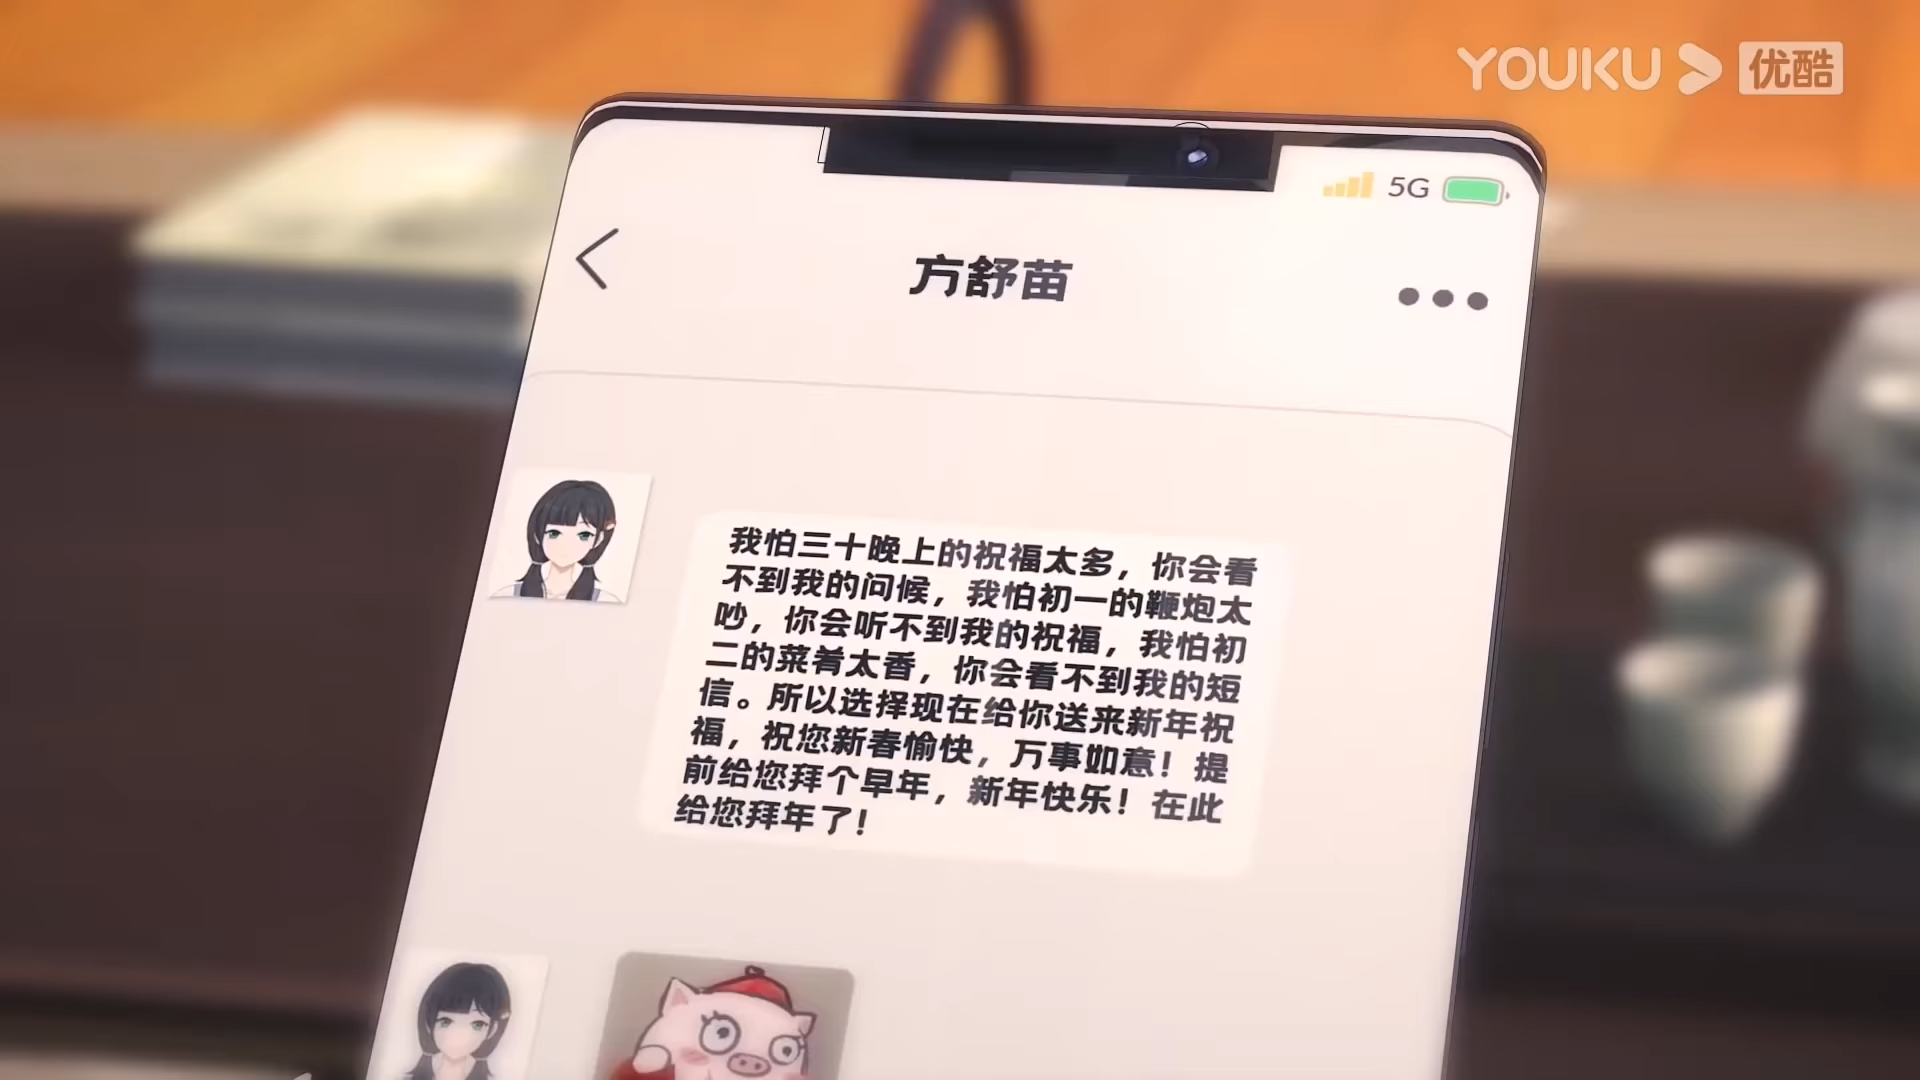 YOUKU 优酷
5G
方舒苗
我怕三十晚上的祝福太多，你会看
不到我的问候，我怕初一的鞭炮太
吵，你会听不到我的祝福，我怕初
二的菜肴太香，你会看不到我的短
信。所以选择现在给你送来新年祝
福，祝您新春愉快，万事如意！提
前给您拜个早年，新年快乐！在此
给您拜年了！